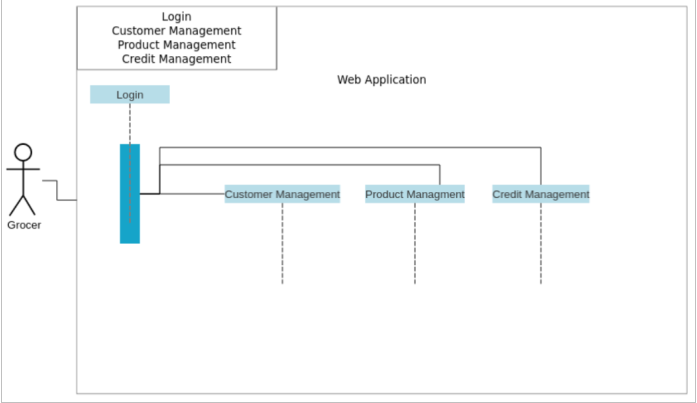 Login
Customer Management
Product Management
Credit Management
Web Application
Login
Customer Management
Product Managment
Credit Management
Grocer